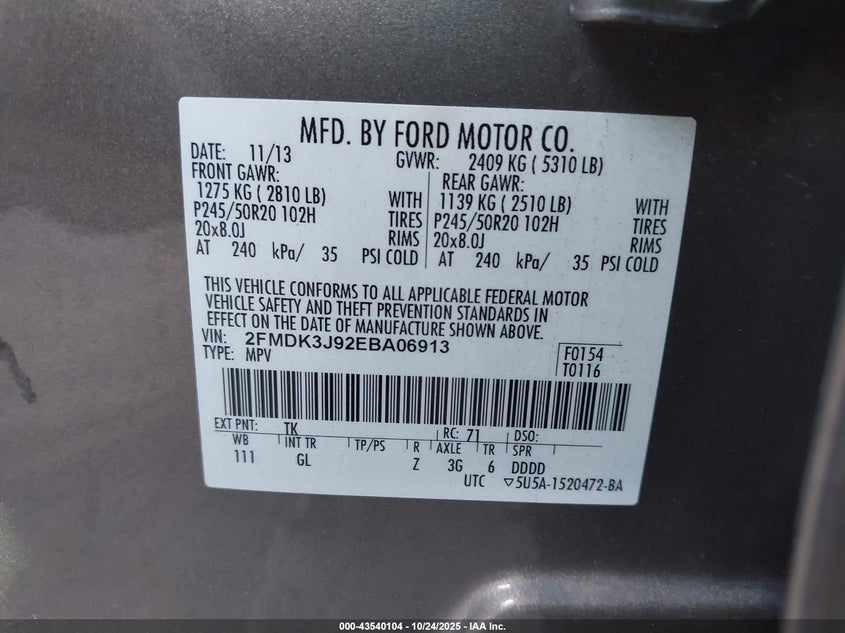 MFD. BY FORD MOTOR CO.
DATE: 11/13 GVWR: 2409 KG ( 5310 LB)
FRONT GAWR: REAR GAWR:
1275 KG ( 2810 LB) WITH 1139 KG ( 2510 LB) WITH
P245/50R20 102H TIRES P245/50R20 102H TIRES
20x8.0J RIMS 20x8.0J RIMS
AT 240 kPa/ 35 PSI COLD AT 240 kPa/ 35 PSI COLD
THIS VEHICLE CONFORMS TO ALL APPLICABLE FEDERAL MOTOR
VEHICLE SAFETY AND THEFT PREVENTION STANDARDS IN
EFFECT ON THE DATE OF MANUFACTURE SHOWN ABOVE.
VIN: 2FMDK3J92EBA06913 F0154
TYPE: MPV T0116
EXT PNT: TK RC: 71 DSO:
WB INT TR TP/PS R AXLE TR SPR
111 GL Z 3G 6 DDDD
UTC ▽5U5A-1520472-BA
000-43540104 - 10/24/2025 - IAA Inc.